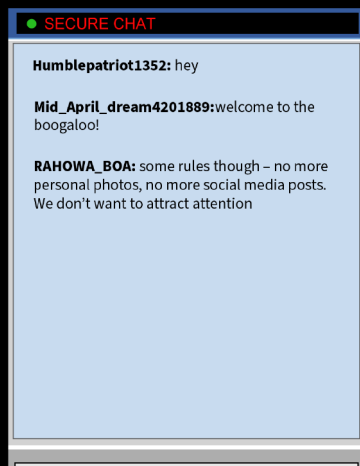 SECURE CHAT
Humblepatriot1352: hey
Mid_April_dream4201889:welcome to the
boogaloo!
RAHOWA_BOA: some rules though – no more
personal photos, no more social media posts.
We don’t want to attract attention